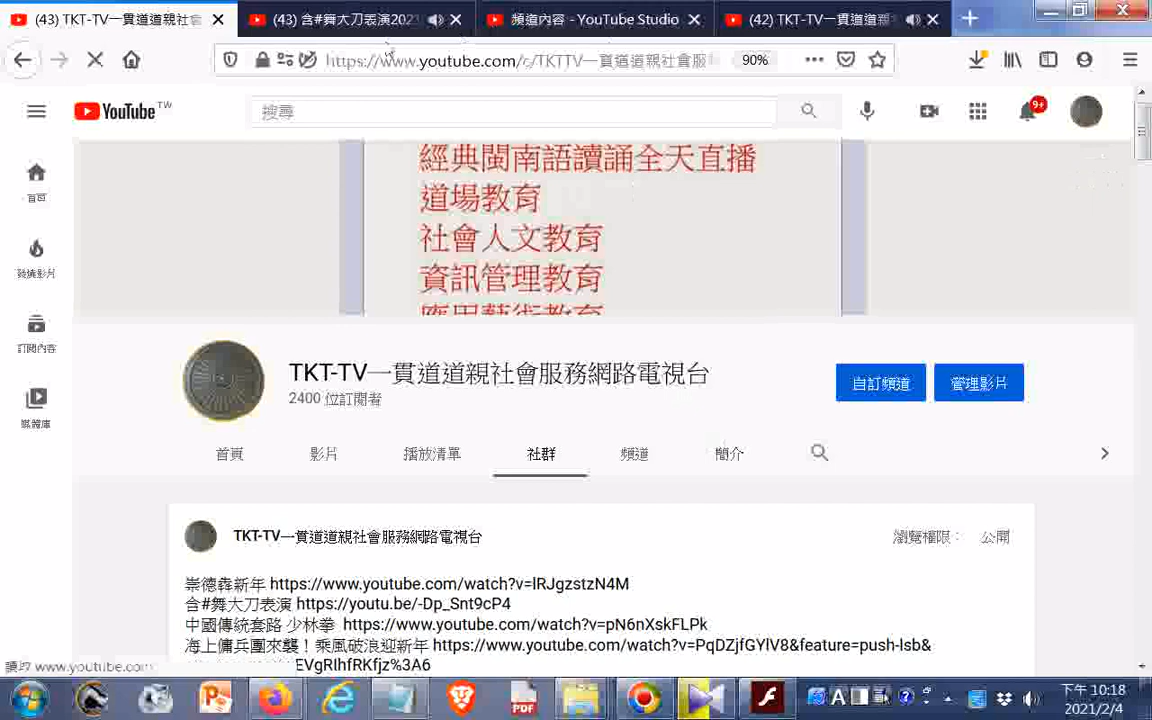 (43) TKT-TV一貫道道親社會
(43) 含#舞大刀表演202
頻道內容 - YouTube Studio
(42) TKT-TV一貫道道親
https://www.youtube.com/c/TKTTV一貫道道親社會服
90%
YouTube TW
搜尋
9+
首頁
發燒影片
訂閱內容
媒體庫
經典閩南語讀誦全天直播
道場教育
社會人文教育
資訊管理教育
應用藝術教育
TKT-TV一貫道道親社會服務網路電視台
2400 位訂閱者
自訂頻道
管理影片
首頁
影片
播放清單
社群
頻道
簡介
TKT-TV一貫道道親社會服務網路電視台
瀏覽權限： 公開
崇德犇新年 https://www.youtube.com/watch?v=lRJgzstzN4M
含#舞大刀表演 https://youtu.be/-Dp_Snt9cP4
中國傳統套路 少林拳 https://www.youtube.com/watch?v=pN6nXskFLPk
海上傭兵團來襲！乘風破浪迎新年 https://www.youtube.com/watch?v=PqDZjfGYlV8&feature=push-lsb&
EVgRIhfRKfjz%3A6
讀取 www.youtube.com
PDF
A
下午 10:18
2021/2/4